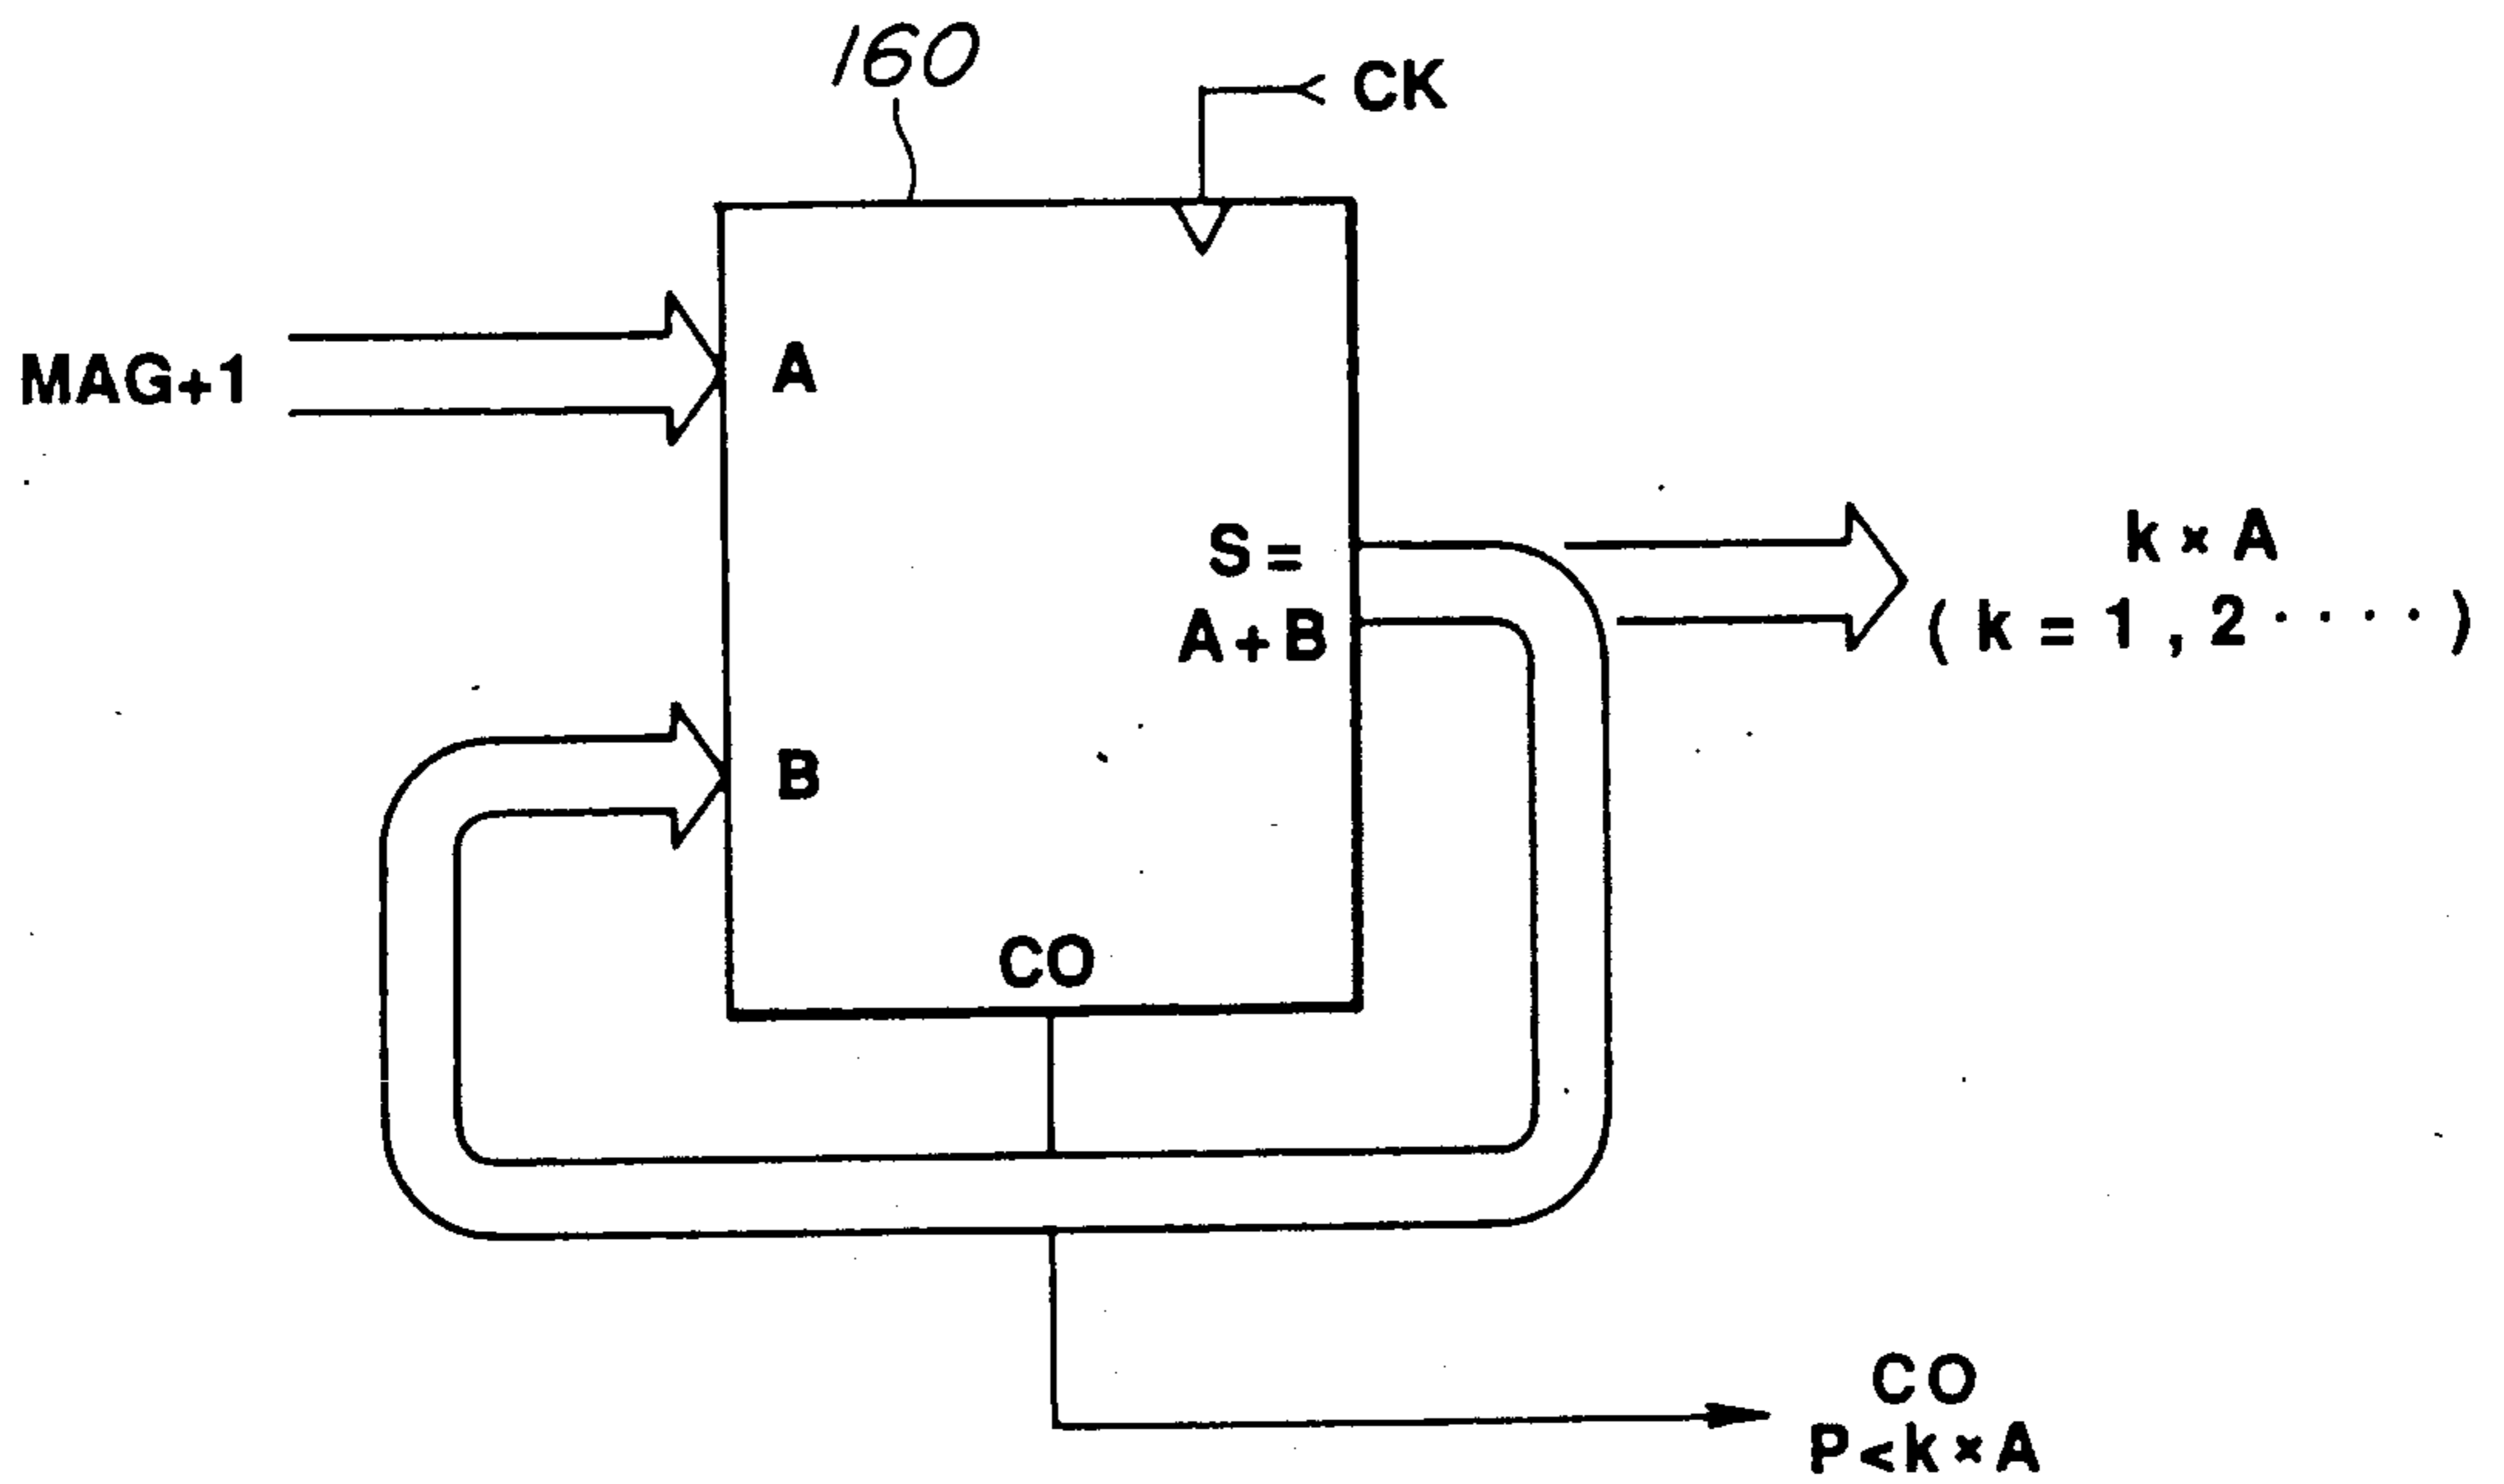 160
CK
MAG+1
A
S =
A+B
k × A
( k = 1 , 2 · · · · )
B
CO
CO
P<k×A